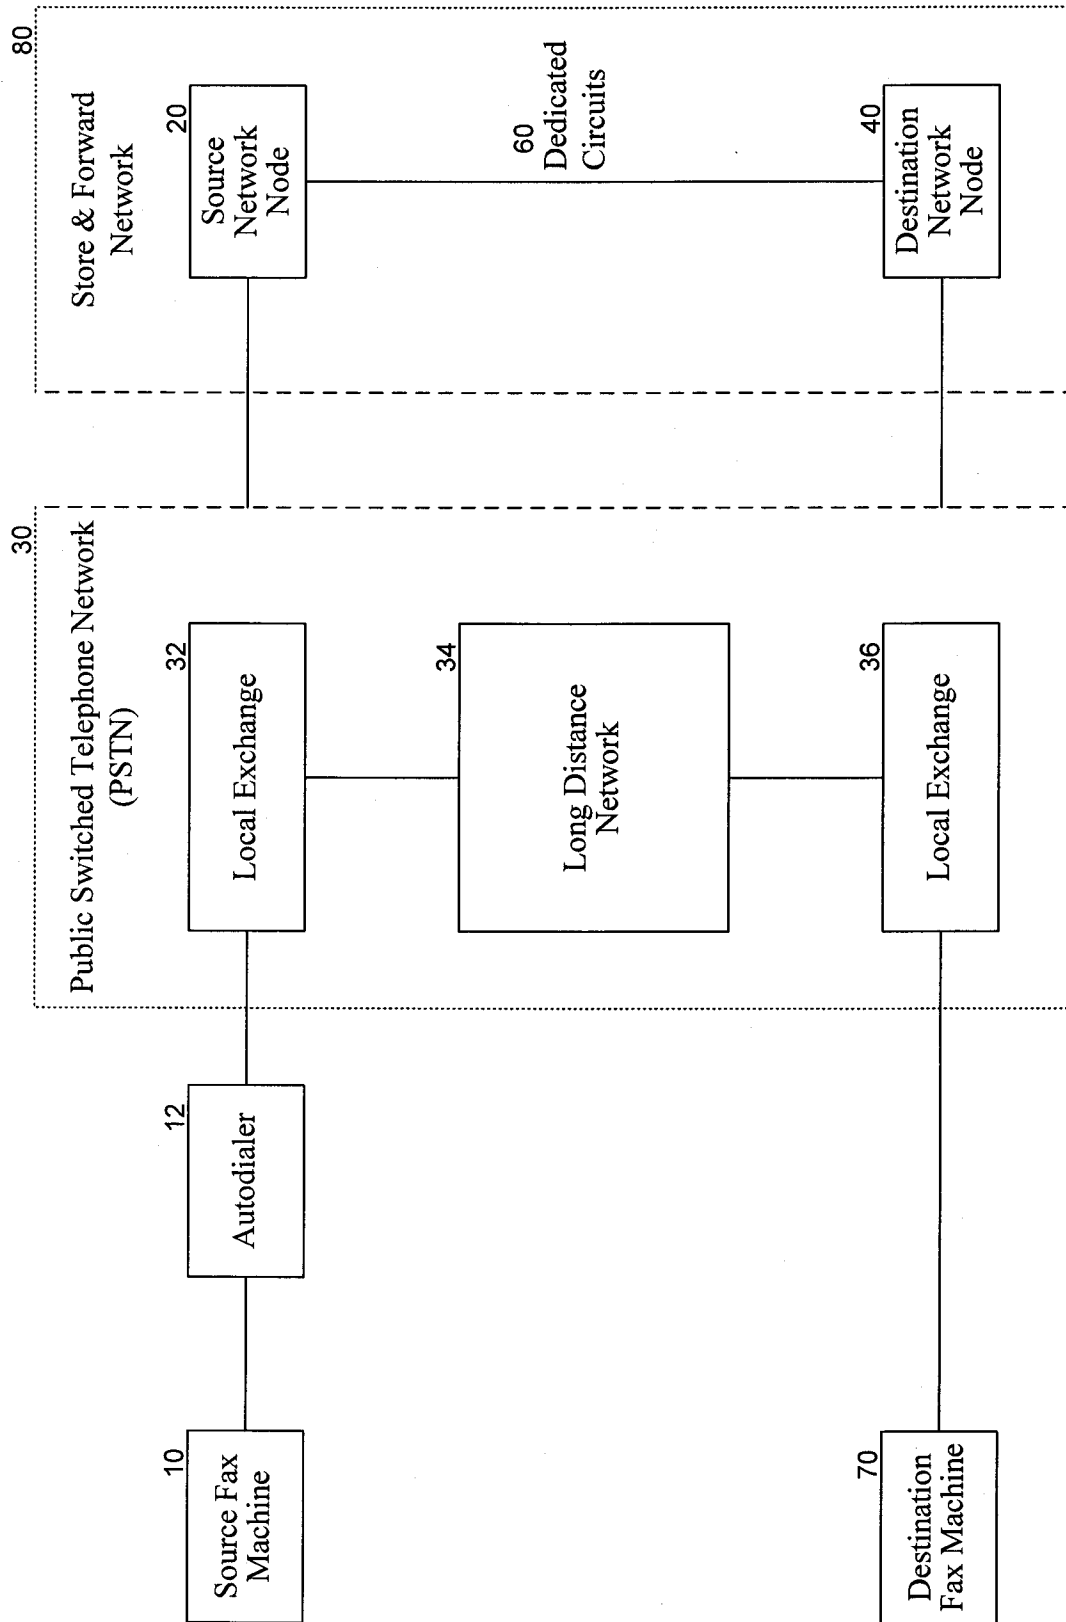 10
Source Fax
Machine
12
Autodialer
30
Public Switched Telephone Network
(PSTN)
32
Local Exchange
34
Long Distance
Network
36
Local Exchange
70
Destination
Fax Machine
80
Store & Forward
Network
20
Source
Network
Node
60
Dedicated
Circuits
40
Destination
Network
Node